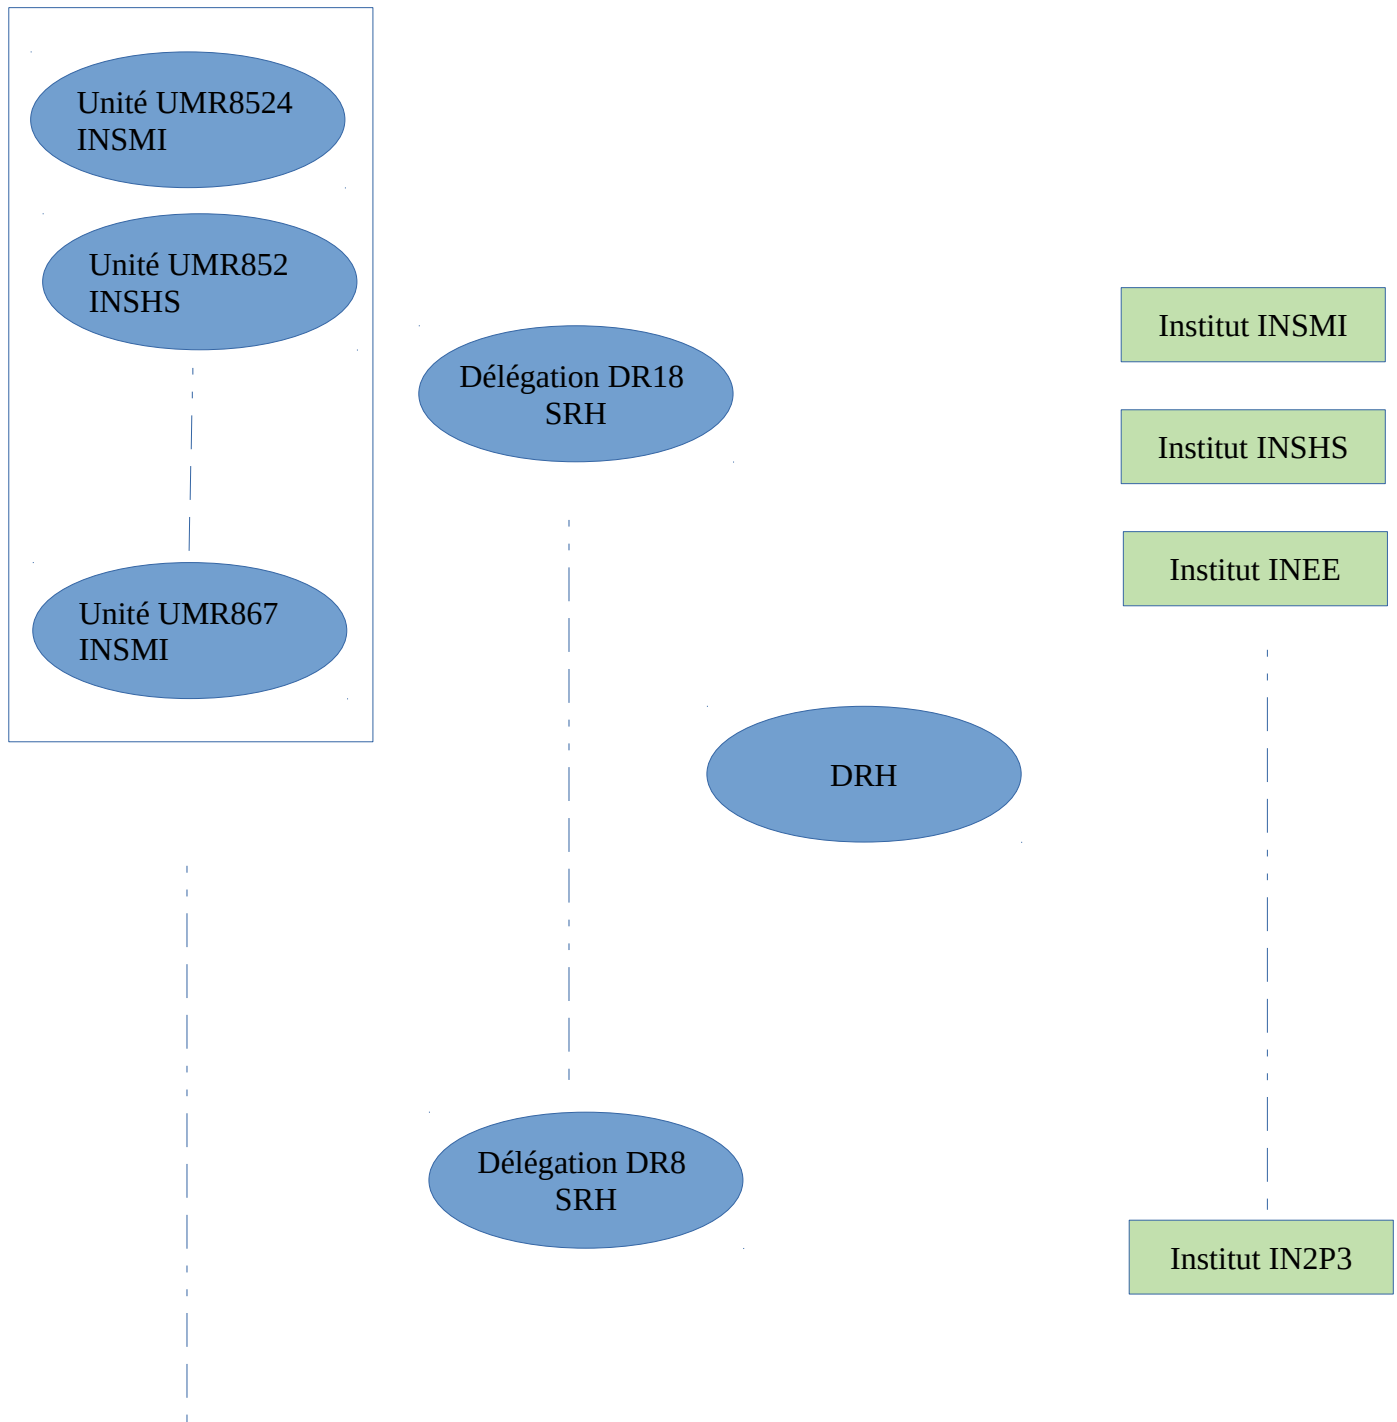 Unité UMR8524
INSMI
Unité UMR852
INSHS
Unité UMR867
INSMI
Délégation DR18
SRH
Délégation DR8
SRH
DRH
Institut INSMI
Institut INSHS
Institut INEE
Institut IN2P3